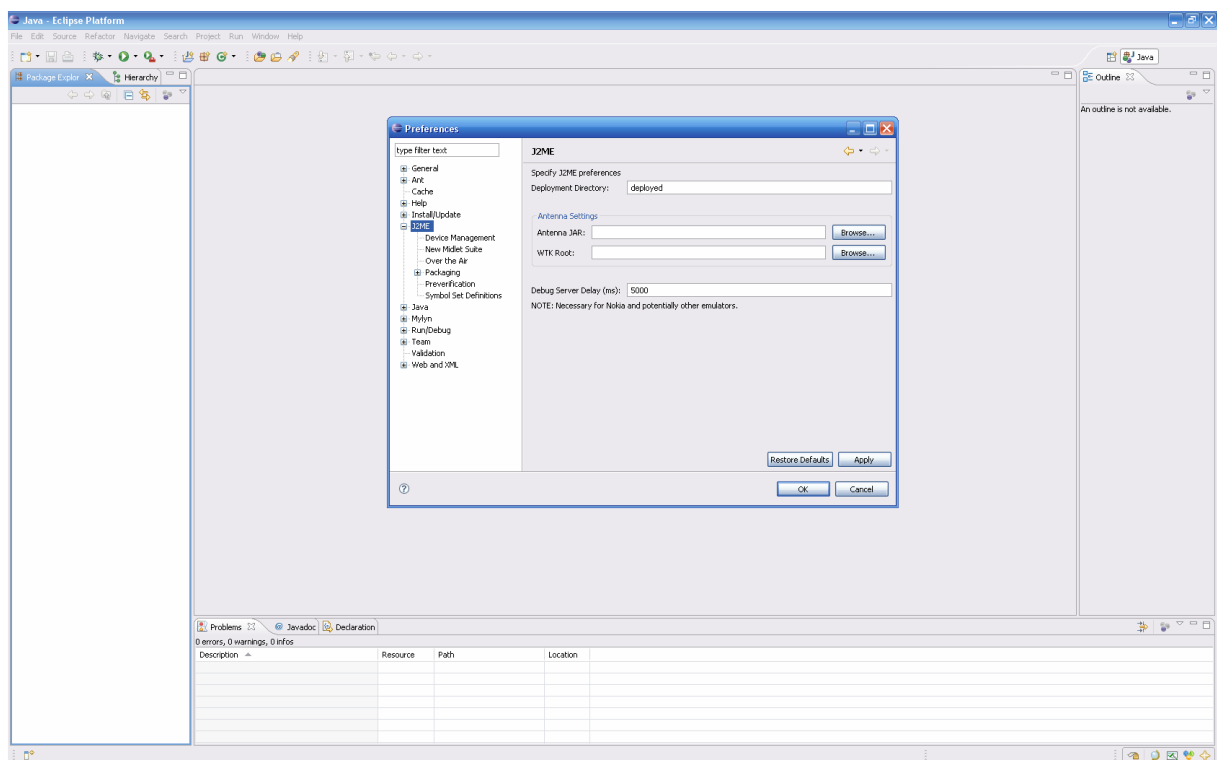 Java - Eclipse Platform
File Edit Source Refactor Navigate Search Project Run Window Help
Java
Package Explor
Hierarchy
Outline
An outline is not available.
Preferences
type filter text
General
Ant
Cache
Help
Install/Update
J2ME
Device Management
New Midlet Suite
Over the Air
Packaging
Preverification
Symbol Set Definitions
Java
Mylyn
Run/Debug
Team
Validation
Web and XML
J2ME
Specify J2ME preferences
Deployment Directory: deployed
Antenna Settings
Antenna JAR: Browse...
WTK Root: Browse...
Debug Server Delay (ms): 5000
NOTE: Necessary for Nokia and potentially other emulators.
Restore Defaults Apply
OK Cancel
Problems Javadoc Declaration
0 errors, 0 warnings, 0 infos
Description Resource Path Location